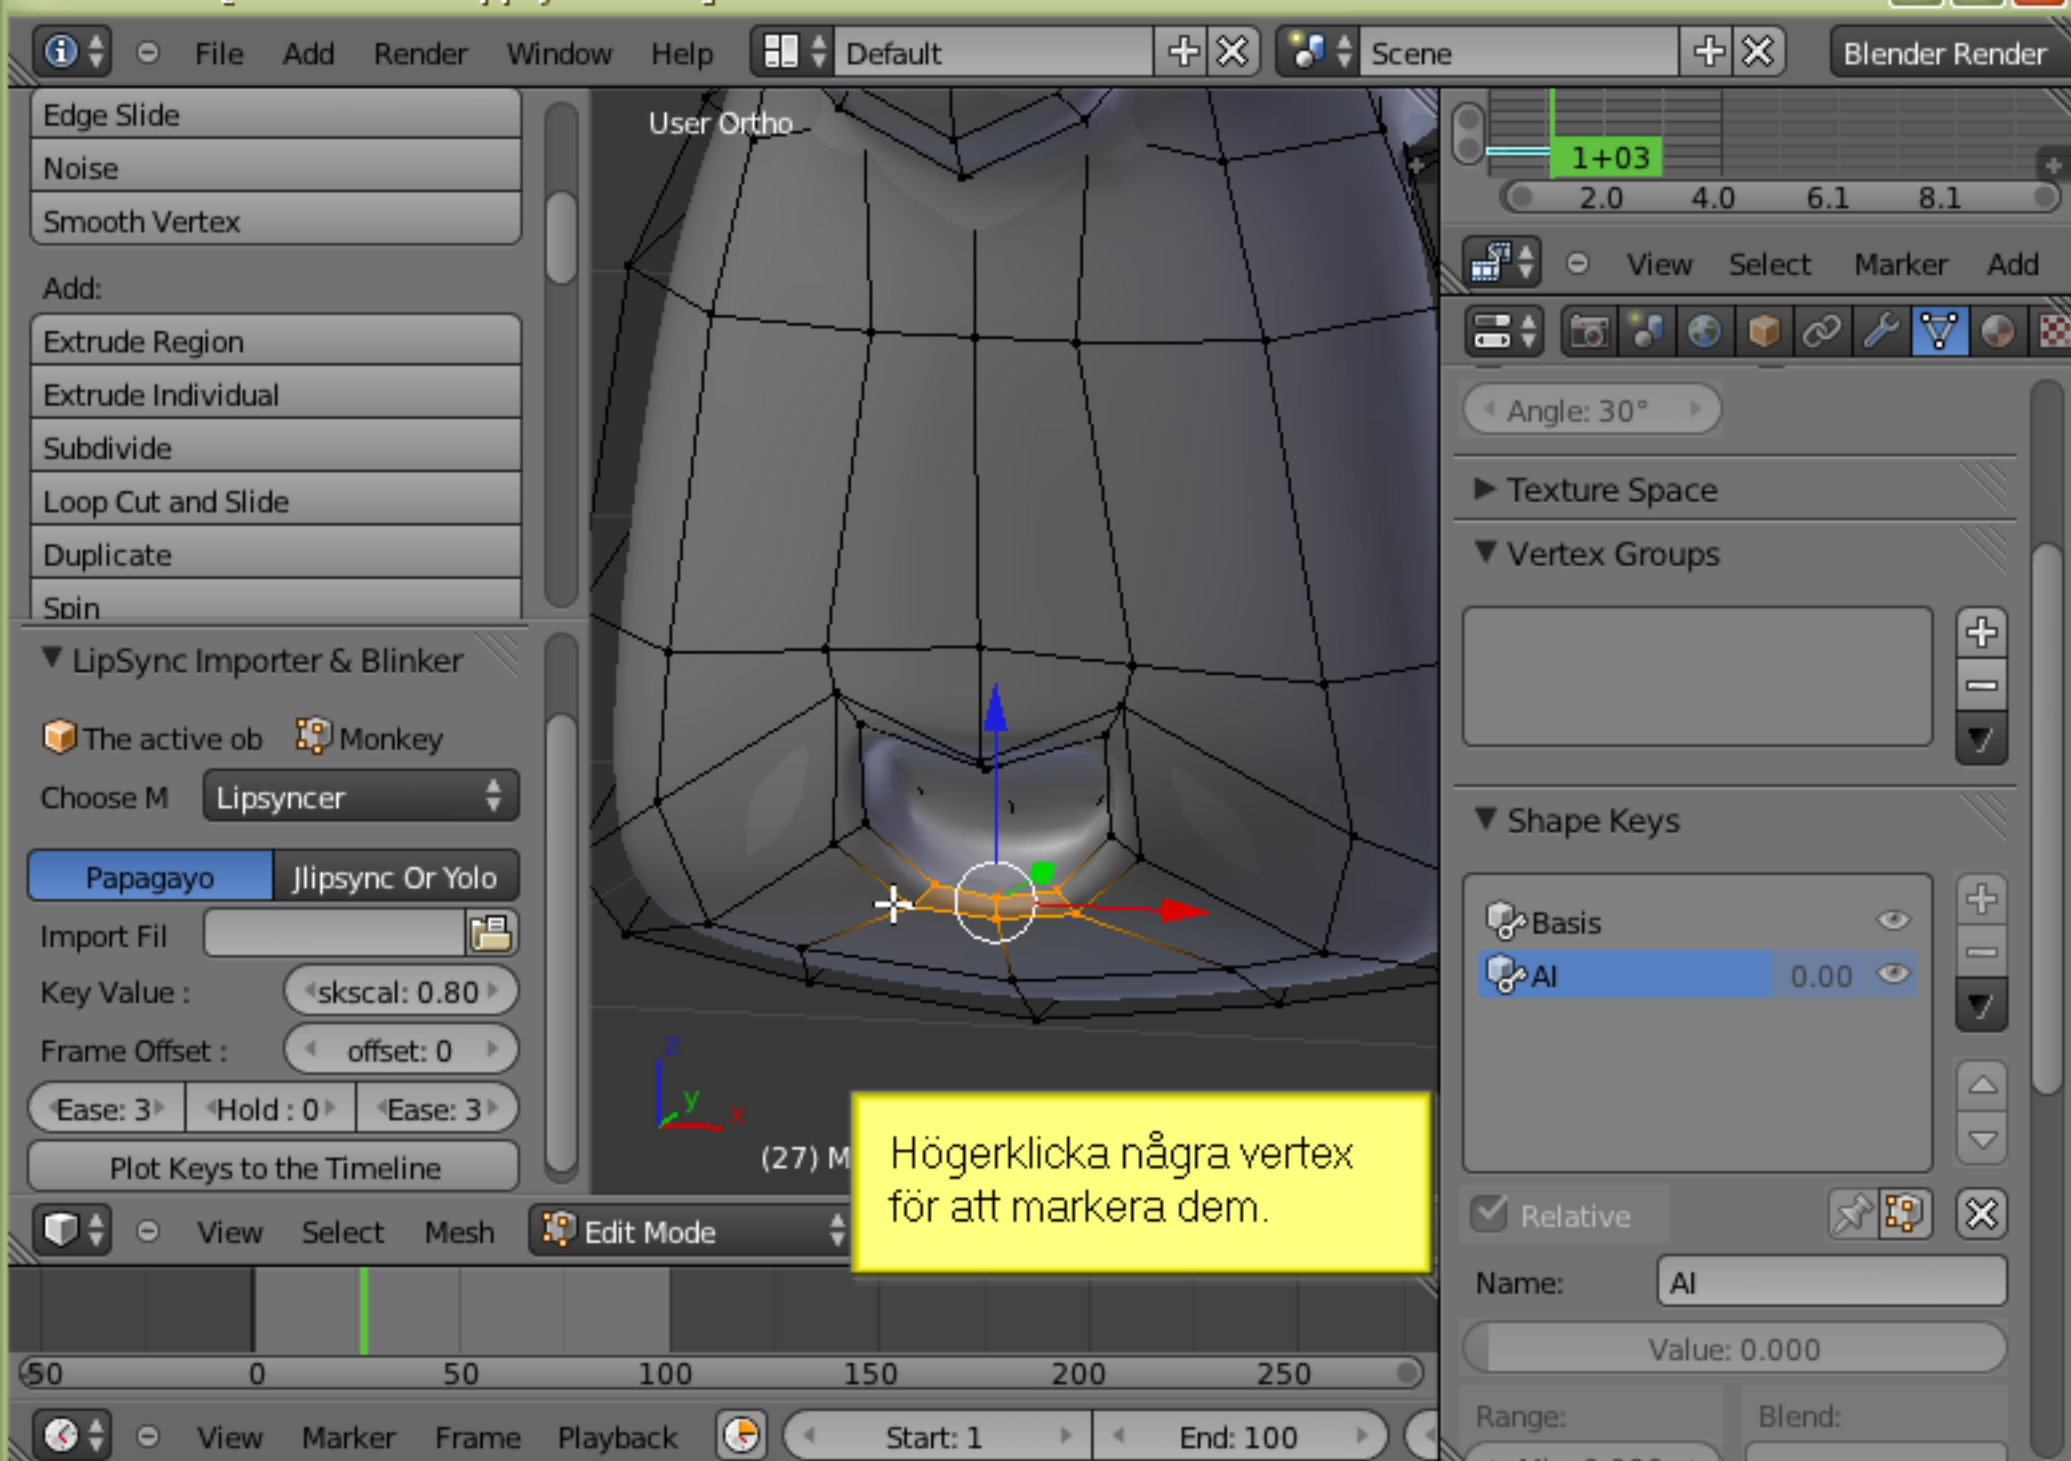 File Add Render Window Help Default Scene Blender Render
Edge Slide
Noise
Smooth Vertex
Add:
Extrude Region
Extrude Individual
Subdivide
Loop Cut and Slide
Duplicate
Spin
LipSync Importer & Blinker
The active ob Monkey
Choose M Lipsyncer
Papagayo Jlipsync Or Yolo
Import Fil
Key Value : skscal: 0.80
Frame Offset : offset: 0
Ease: 3 Hold : 0 Ease: 3
Plot Keys to the Timeline
User Ortho
z
y
x
(27) M
Högerklicka några vertex
för att markera dem.
View Select Mesh Edit Mode
-50 0 50 100 150 200 250
View Marker Frame Playback Start: 1 End: 100
1+03
2.0 4.0 6.1 8.1
View Select Marker Add
Angle: 30°
Texture Space
Vertex Groups
Shape Keys
Basis
AI 0.00
Relative
Name: AI
Value: 0.000
Range: Blend: